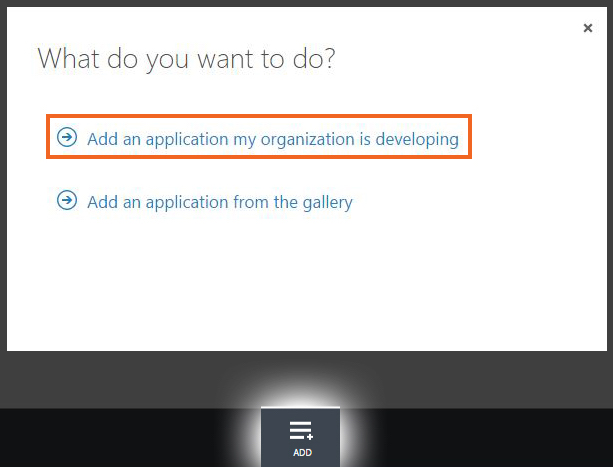 What do you want to do?
Add an application my organization is developing
Add an application from the gallery
ADD